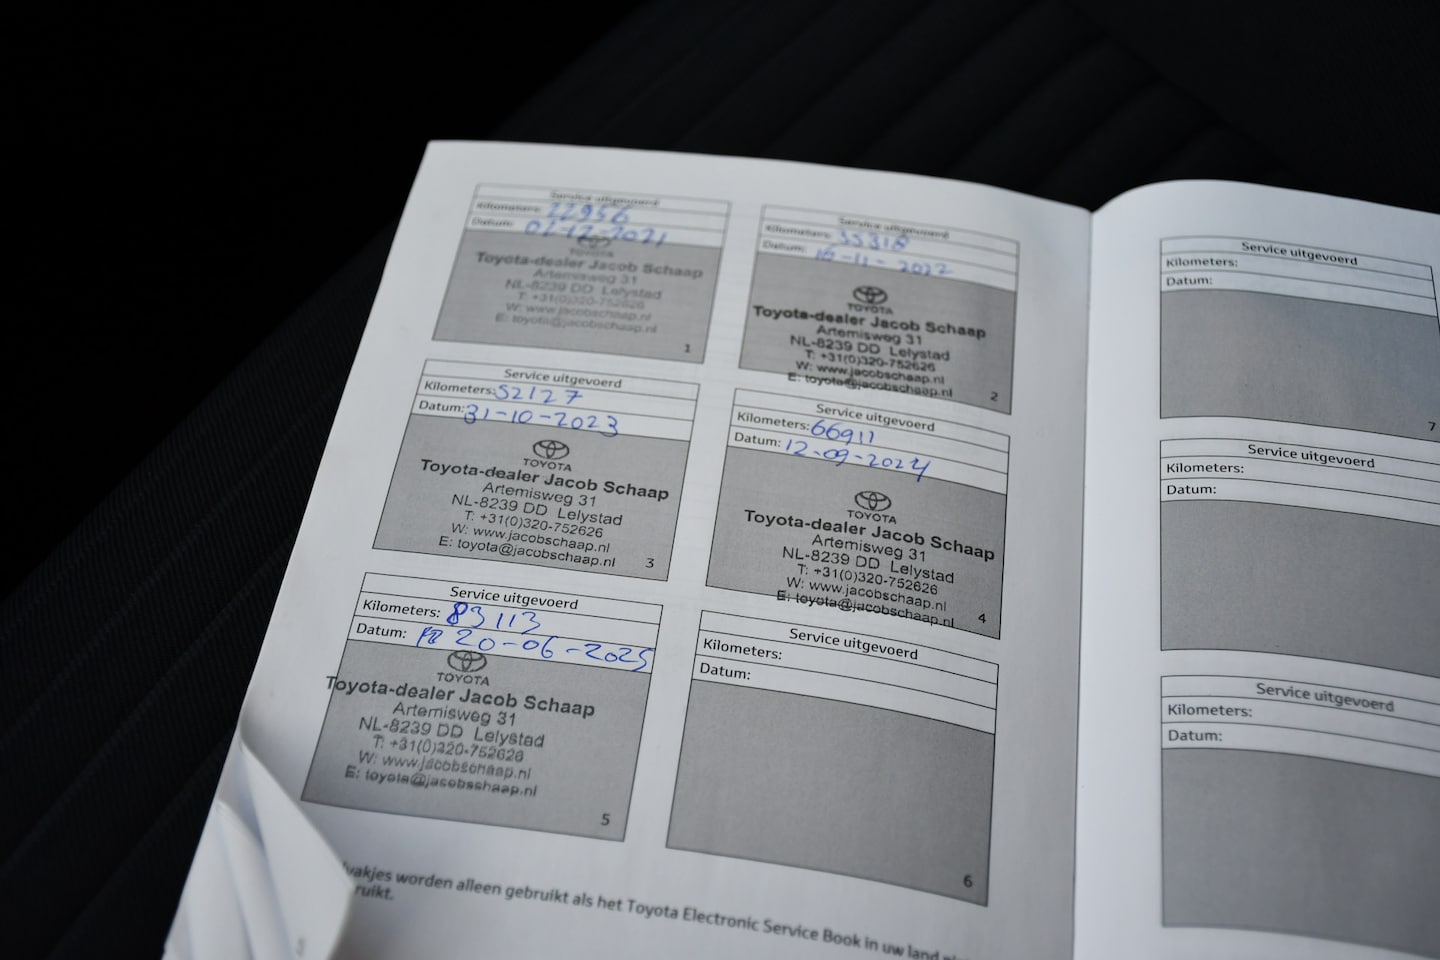 Service uitgevoerd
Kilometers: 22956
Datum: 02-12-2021
TOYOTA
Toyota-dealer Jacob Schaap
Artemisweg 31
NL-8239 DD Lelystad
T: +31(0)320-752626
W: www.jacobschaap.nl
E: toyota@jacobschaap.nl
1
Service uitgevoerd
Kilometers: 35318
Datum: 16-11-2022
TOYOTA
Toyota-dealer Jacob Schaap
Artemisweg 31
NL-8239 DD Lelystad
T: +31(0)320-752626
W: www.jacobschaap.nl
E: toyota@jacobschaap.nl
2
Service uitgevoerd
Kilometers: 52127
Datum: 31-10-2023
TOYOTA
Toyota-dealer Jacob Schaap
Artemisweg 31
NL-8239 DD Lelystad
T: +31(0)320-752626
W: www.jacobschaap.nl
E: toyota@jacobschaap.nl
3
Service uitgevoerd
Kilometers: 66911
Datum: 12-09-2024
TOYOTA
Toyota-dealer Jacob Schaap
Artemisweg 31
NL-8239 DD Lelystad
T: +31(0)320-752626
W: www.jacobschaap.nl
E: toyota@jacobschaap.nl
4
Service uitgevoerd
Kilometers: 83113
Datum: 20-06-2025
TOYOTA
Toyota-dealer Jacob Schaap
Artemisweg 31
NL-8239 DD Lelystad
T: +31(0)320-752626
W: www.jacobschaap.nl
E: toyota@jacobschaap.nl
5
Service uitgevoerd
Kilometers:
Datum:
6
vakjes worden alleen gebruikt als het Toyota Electronic Service Book in uw land
ruikt.
5
Service uitgevoerd
Kilometers:
Datum:
7
Service uitgevoerd
Kilometers:
Datum:
Service uitgevoerd
Kilometers:
Datum: